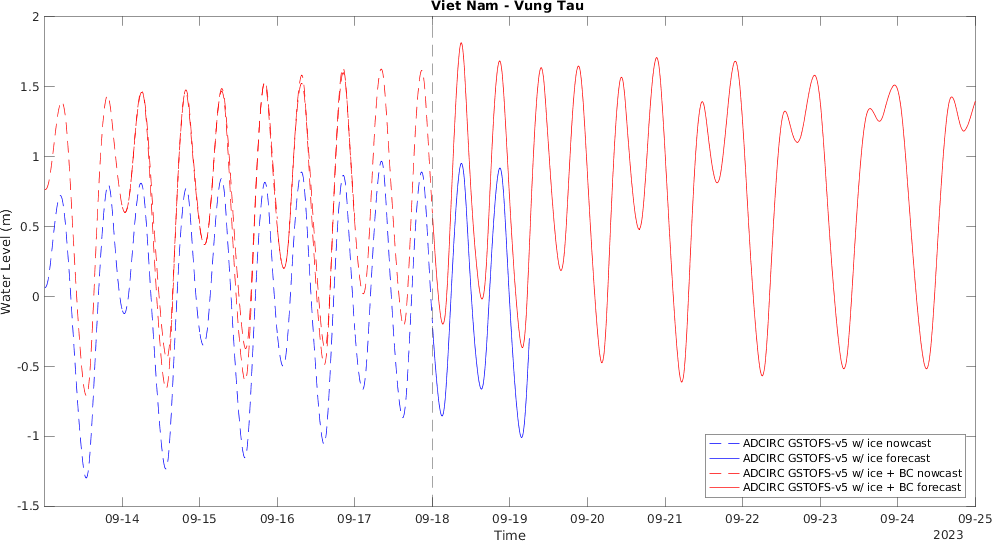 Viet Nam - Vung Tau
Water Level (m)
2
1.5
1
0.5
0
-0.5
-1
-1.5
ADCIRC GSTOFS-v5 w/ ice nowcast
ADCIRC GSTOFS-v5 w/ ice forecast
ADCIRC GSTOFS-v5 w/ ice + BC nowcast
ADCIRC GSTOFS-v5 w/ ice + BC forecast
09-14 09-15 09-16 09-17 09-18 09-19 09-20 09-21 09-22 09-23 09-24 09-25
Time
2023